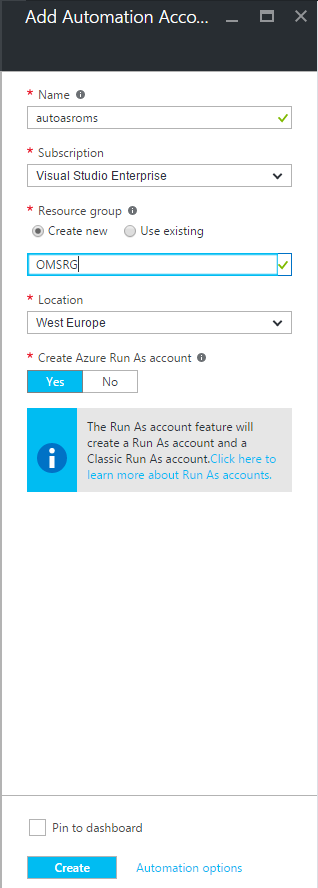 Add Automation Acco...
* Name
autoasroms
* Subscription
Visual Studio Enterprise
* Resource group
Create new Use existing
OMSRG
* Location
West Europe
* Create Azure Run As account
Yes No
The Run As account feature will
create a Run As account and a
Classic Run As account.Click here to
learn more about Run As accounts.
Pin to dashboard
Create Automation options